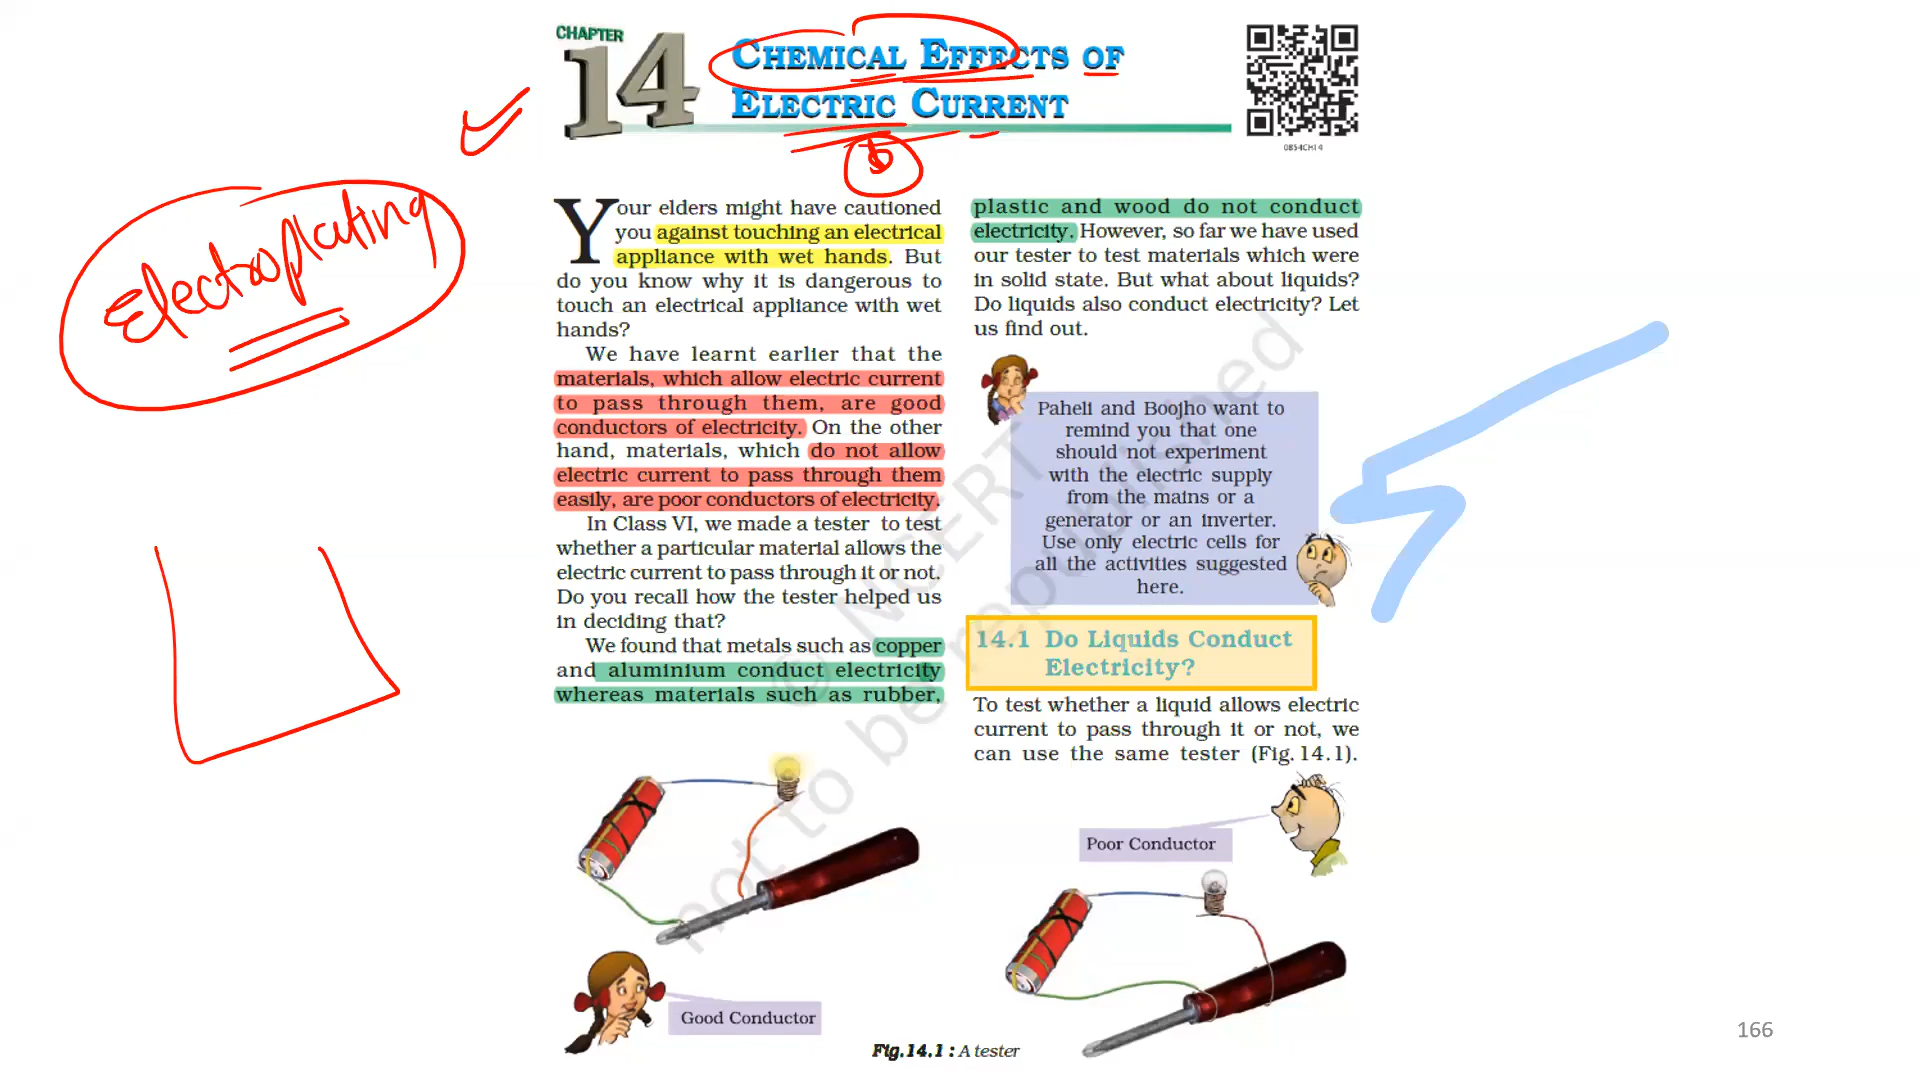 CHAPTER
14
CHEMICAL EFFECTS OF
ELECTRIC CURRENT
0854CH14
Electroplating
Your elders might have cautioned
you against touching an electrical
appliance with wet hands. But
do you know why it is dangerous to
touch an electrical appliance with wet
hands?
We have learnt earlier that the
materials, which allow electric current
to pass through them, are good
conductors of electricity. On the other
hand, materials, which do not allow
electric current to pass through them
easily, are poor conductors of electricity.
In Class VI, we made a tester to test
whether a particular material allows the
electric current to pass through it or not.
Do you recall how the tester helped us
in deciding that?
We found that metals such as copper
and aluminium conduct electricity
whereas materials such as rubber,
plastic and wood do not conduct
electricity. However, so far we have used
our tester to test materials which were
in solid state. But what about liquids?
Do liquids also conduct electricity? Let
us find out.
Paheli and Boojho want to
remind you that one
should not experiment
with the electric supply
from the mains or a
generator or an inverter.
Use only electric cells for
all the activities suggested
here.
14.1 Do Liquids Conduct
Electricity?
To test whether a liquid allows electric
current to pass through it or not, we
can use the same tester (Fig. 14.1).
Poor Conductor
Good Conductor
Fig.14.1 : A tester
166
© NCERT
not to be republished